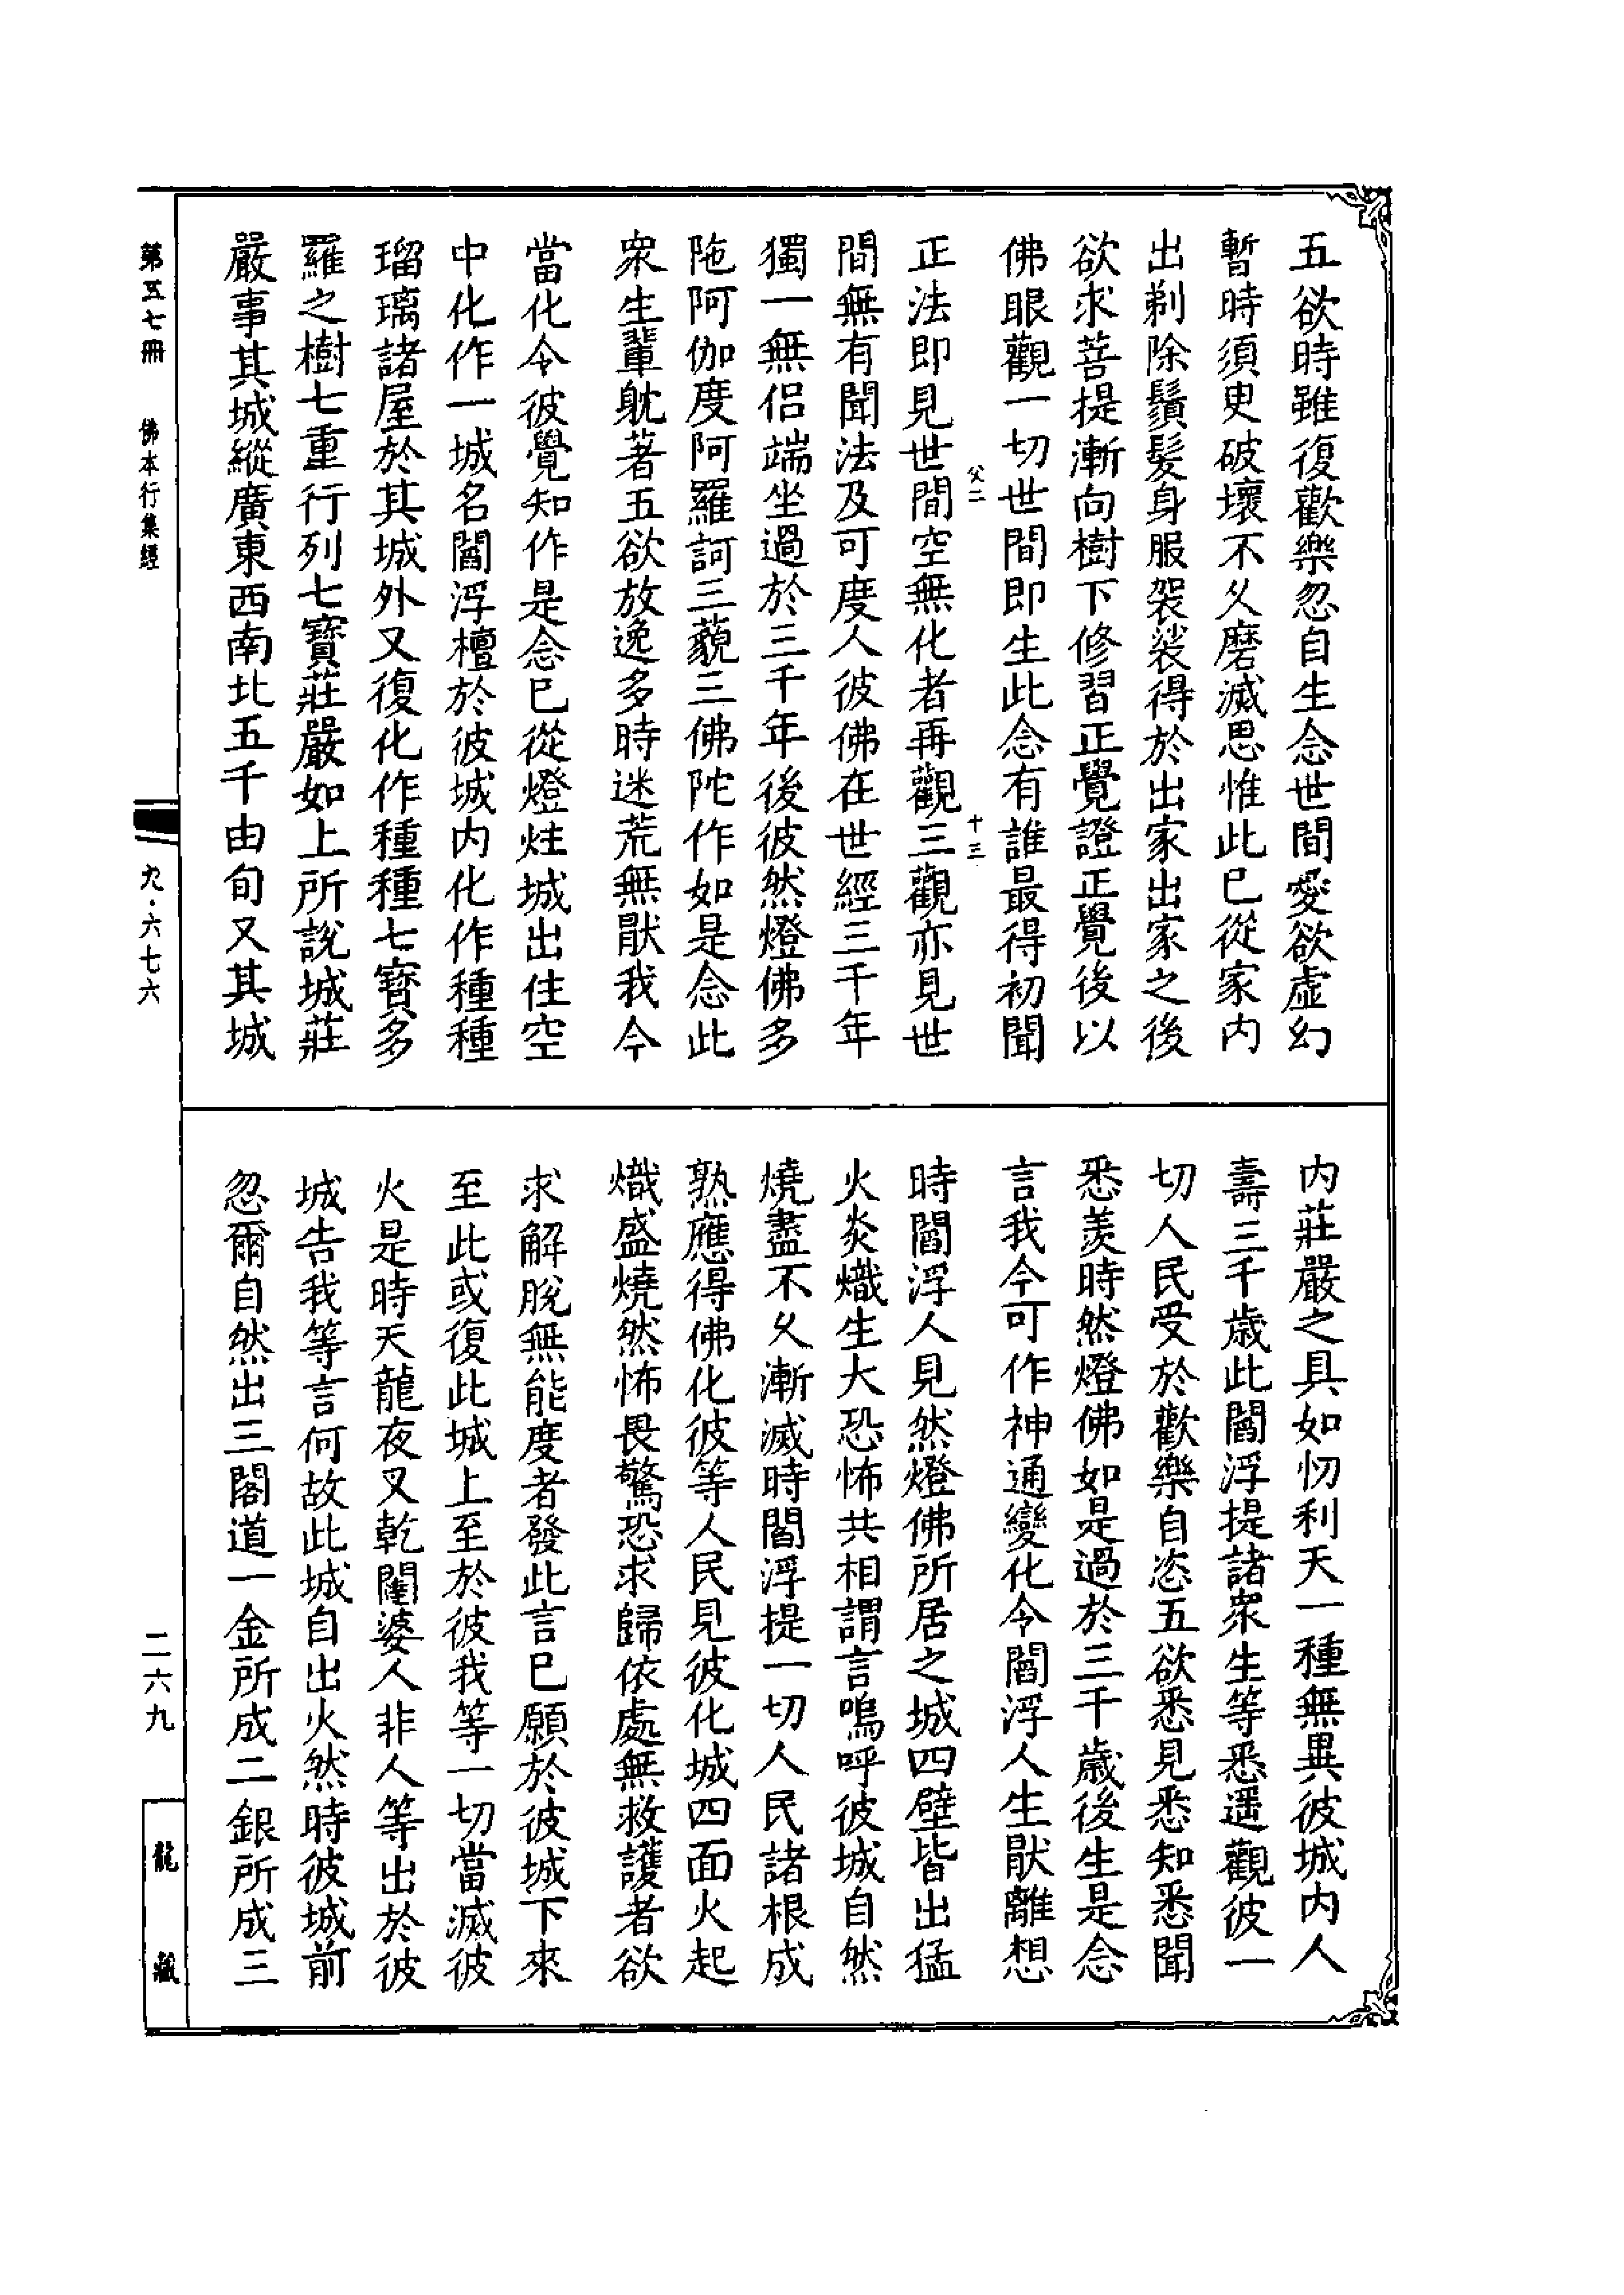 五欲時雖復歡樂忽自生念世間愛欲虛幻
暫時須臾破壞不久磨滅思惟此已從家内
出剃除鬚髮身服袈裟得於出家出家之後
欲求菩提漸向樹下修習正覺證正覺後以
佛眼觀一切世間即生此念有誰最得初聞
父二
十三
正法即見世間空無化者再觀三觀亦見世
間無有聞法及可度人彼佛在世經三千年
獨一無侶端坐過於三千年後彼然燈佛多
陁阿伽度阿羅訶三藐三佛陀作如是念此
衆生輩躭著五欲放逸多時迷荒無猒我今
當化令彼覺知作是念已從燈炷城出住空
中化作一城名閻浮檀於彼城内化作種種
瑠璃諸屋於其城外又復化作種種七寳多
羅之樹七重行列七寳莊嚴如上所説城莊
嚴事其城縱廣東西南北五千由旬又其城
内莊嚴之具如忉利天一種無異彼城内人
壽三千歲此閻浮提諸衆生等悉遥觀彼一
切人民受於歡樂自恣五欲悉見悉知悉聞
悉羡時然燈佛如是過於三千歲後生是念
言我今可作神通變化令閻浮人生猒離想
時閻浮人見然燈佛所居之城四壁皆出猛
火炎熾生大恐怖共相謂言嗚呼彼城自然
燒盡不久漸滅時閻浮提一切人民諸根成
熟應得佛化彼等人民見彼化城四面火起
熾盛燒然怖畏驚恐求歸依處無救護者欲
求解脫無能度者發此言已願於彼城下來
至此或復此城上至於彼我等一切當滅彼
火是時天龍夜叉乾闥婆人非人等出於彼
城告我等言何故此城自出火然時彼城前
忽爾自然出三閣道一金所成二銀所成三
第五七冊 佛本行集經
九·六七六
二六九
龍藏